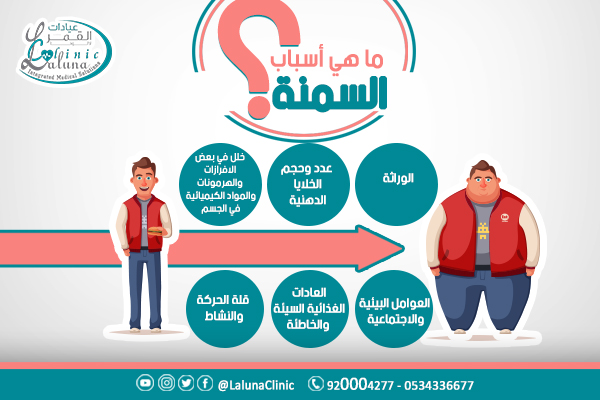 عيادات
القمر
Clinic
Laluna
Integrated Medical Solutions
ما هي أسباب
السمنة؟
الوراثة
عدد وحجم
الخلايا
الدهنية
خلل في بعض
الافرازات
والهرمونات
والمواد الكيميائية
في الجسم
العوامل البيئية
والاجتماعية
العادات
الغذائية السيئة
والخاطئة
قلة الحركة
والنشاط
@LalunaClinic
920004277 - 0534336677